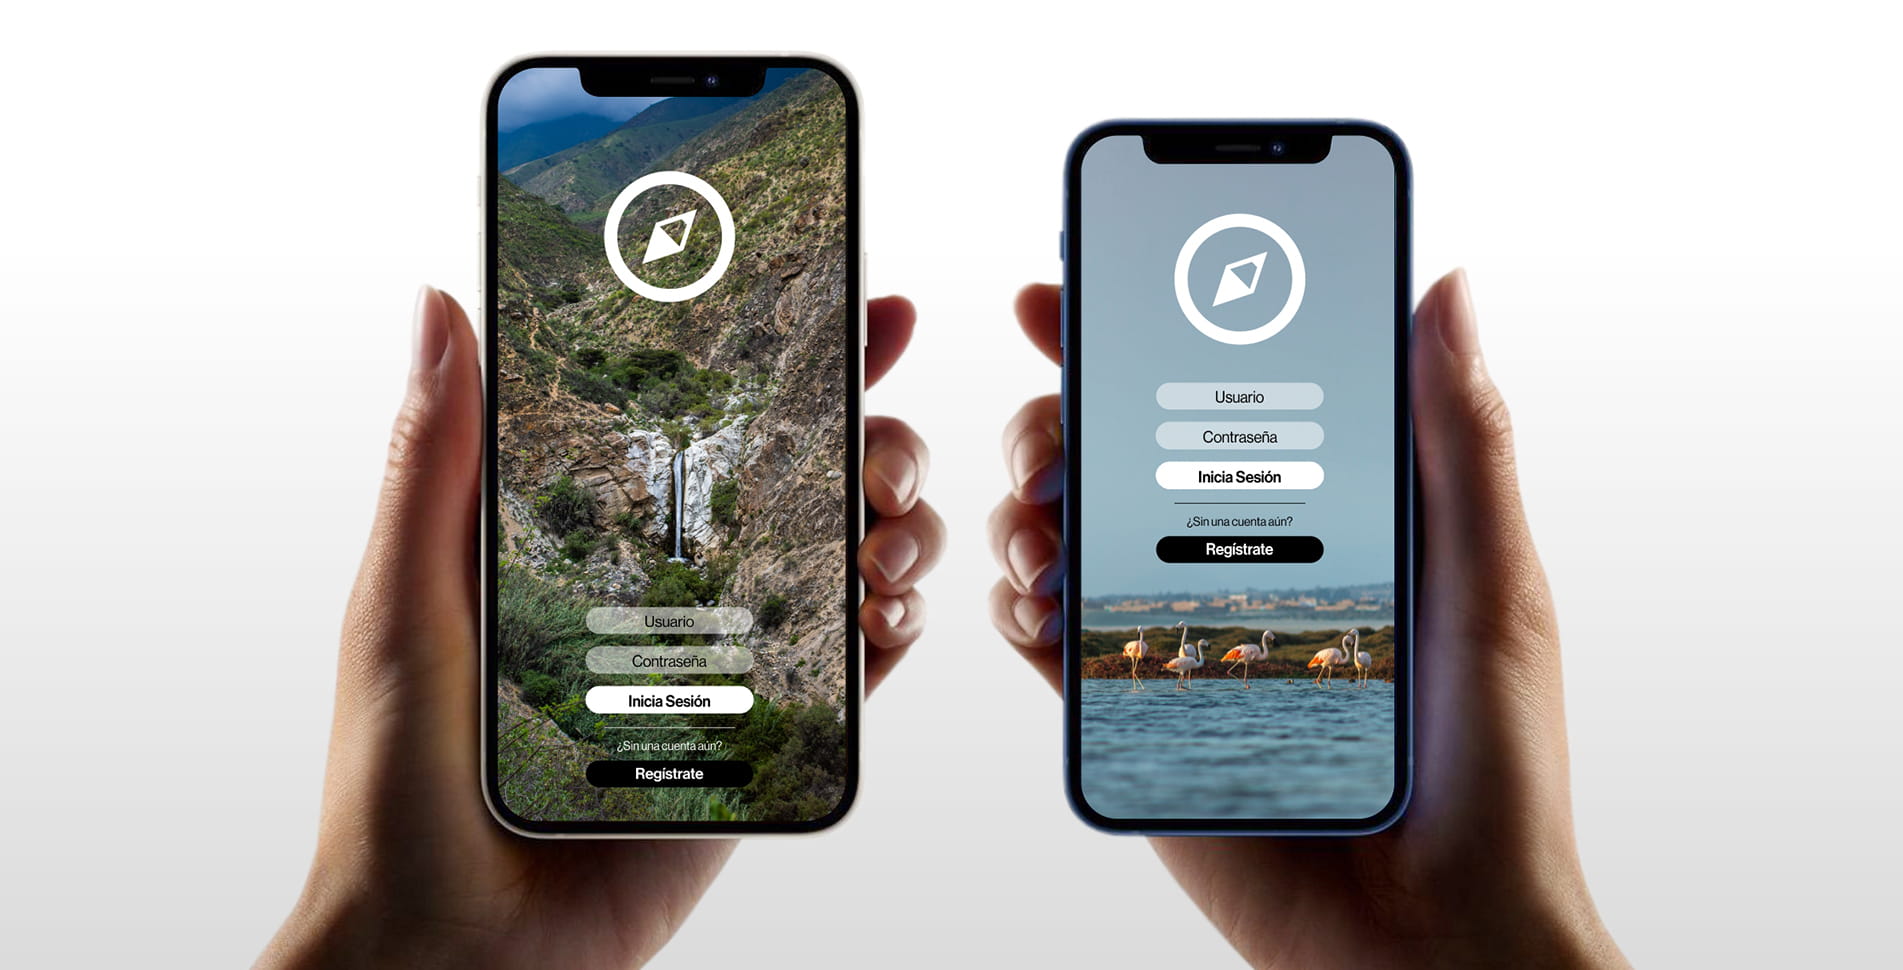 Usuario
Contraseña
Inicia Sesión
¿Sin una cuenta aún?
Regístrate
Usuario
Contraseña
Inicia Sesión
¿Sin una cuenta aún?
Regístrate